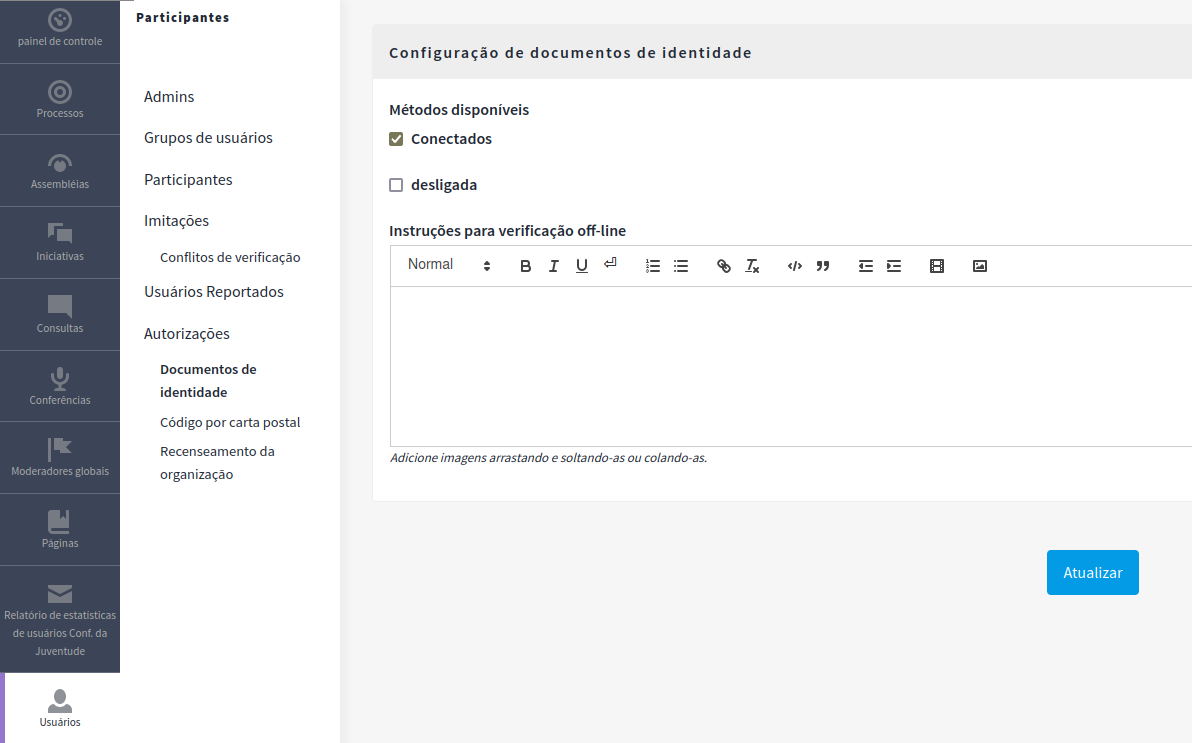 painel de controle
Processos
Assembléias
Iniciativas
Consultas
Conferências
Moderadores globais
Páginas
Relatório de estatísticas
de usuários Conf. da
Juventude
Usuários
Participantes
Admins
Grupos de usuários
Participantes
Imitações
Conflitos de verificação
Usuários Reportados
Autorizações
Documentos de
identidade
Código por carta postal
Recenseamento da
organização
Configuração de documentos de identidade
Métodos disponíveis
Conectados
desligada
Instruções para verificação off-line
Normal
Adicione imagens arrastando e soltando-as ou colando-as.
Atualizar